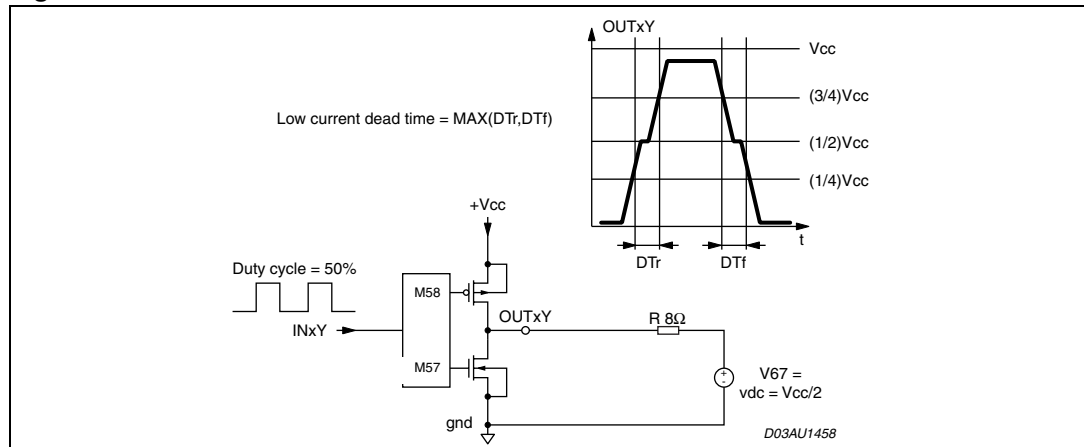 OUTxY
Vcc
(3/4)Vcc
Low current dead time = MAX(DTr,DTf)
(1/2)Vcc
(1/4)Vcc
+Vcc
t
DTr
DTf
Duty cycle = 50%
M58
OUTxY
R 8Ω
INxY
M57
+
-
V67 =
vdc = Vcc/2
gnd
D03AU1458